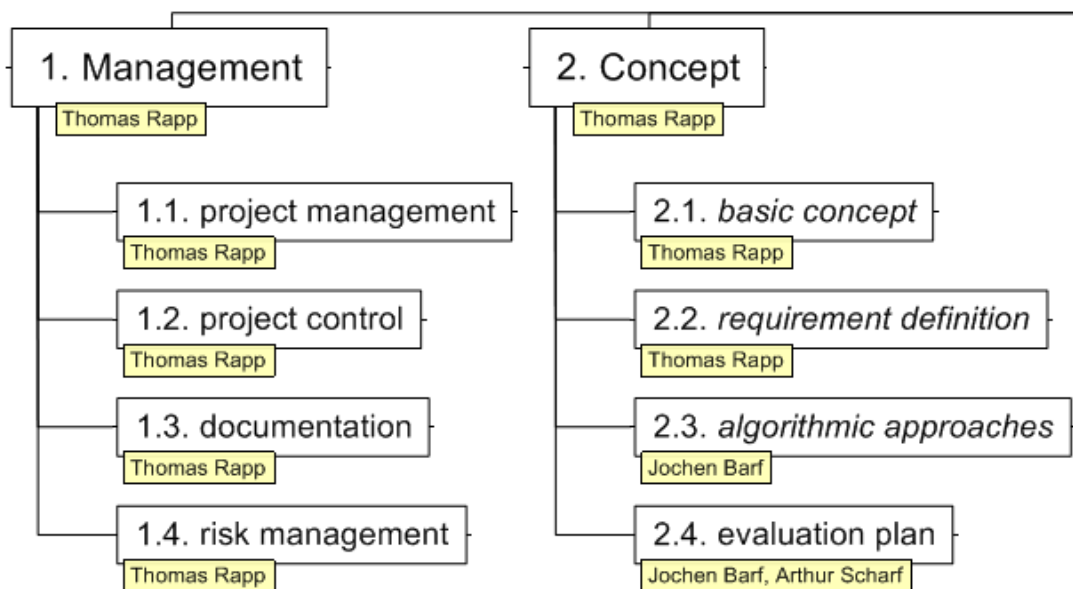 1. Management
Thomas Rapp
1.1. project management
Thomas Rapp
1.2. project control
Thomas Rapp
1.3. documentation
Thomas Rapp
1.4. risk management
Thomas Rapp
2. Concept
Thomas Rapp
2.1. basic concept
Thomas Rapp
2.2. requirement definition
Thomas Rapp
2.3. algorithmic approaches
Jochen Barf
2.4. evaluation plan
Jochen Barf, Arthur Scharf